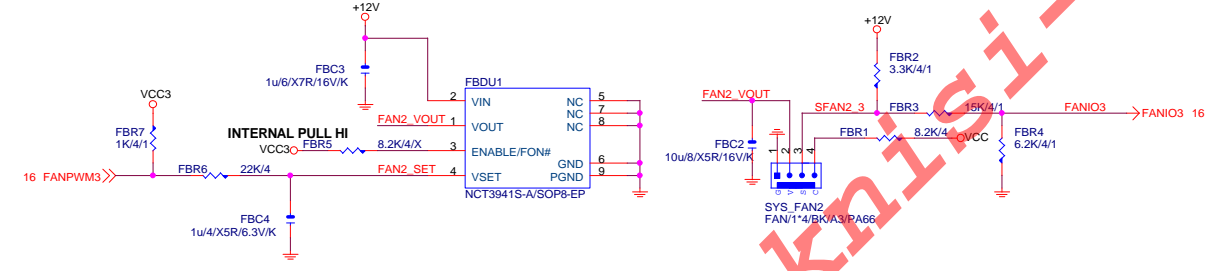 +12V
FBC3
1u/6/X7R/16V/K
VCC3
FBR7
1K/4/1
INTERNAL PULL HI
VCC3
FBR5
8.2K/4/X
FAN2_VOUT
16 FANPWM3
FBR6
22K/4
FAN2_SET
FBC4
1u/4/X5R/6.3V/K
FBDU1
2 VIN
1 VOUT
3 ENABLE/FON#
4 VSET
NC 5
NC 7
NC 8
GND 6
PGND 9
NCT3941S-A/SOP8-EP
+12V
FBR2
3.3K/4/1
FAN2_VOUT
SFAN2_3
FBR3
15K/4/1
FANIO3
FANIO3 16
FBR1
8.2K/4
VCC
FBR4
6.2K/4/1
FBC2
10u/8/X5R/16V/K
1 2 3 4
G V S C
SYS_FAN2
FAN/1*4/BK/A3/PA66
knisi-